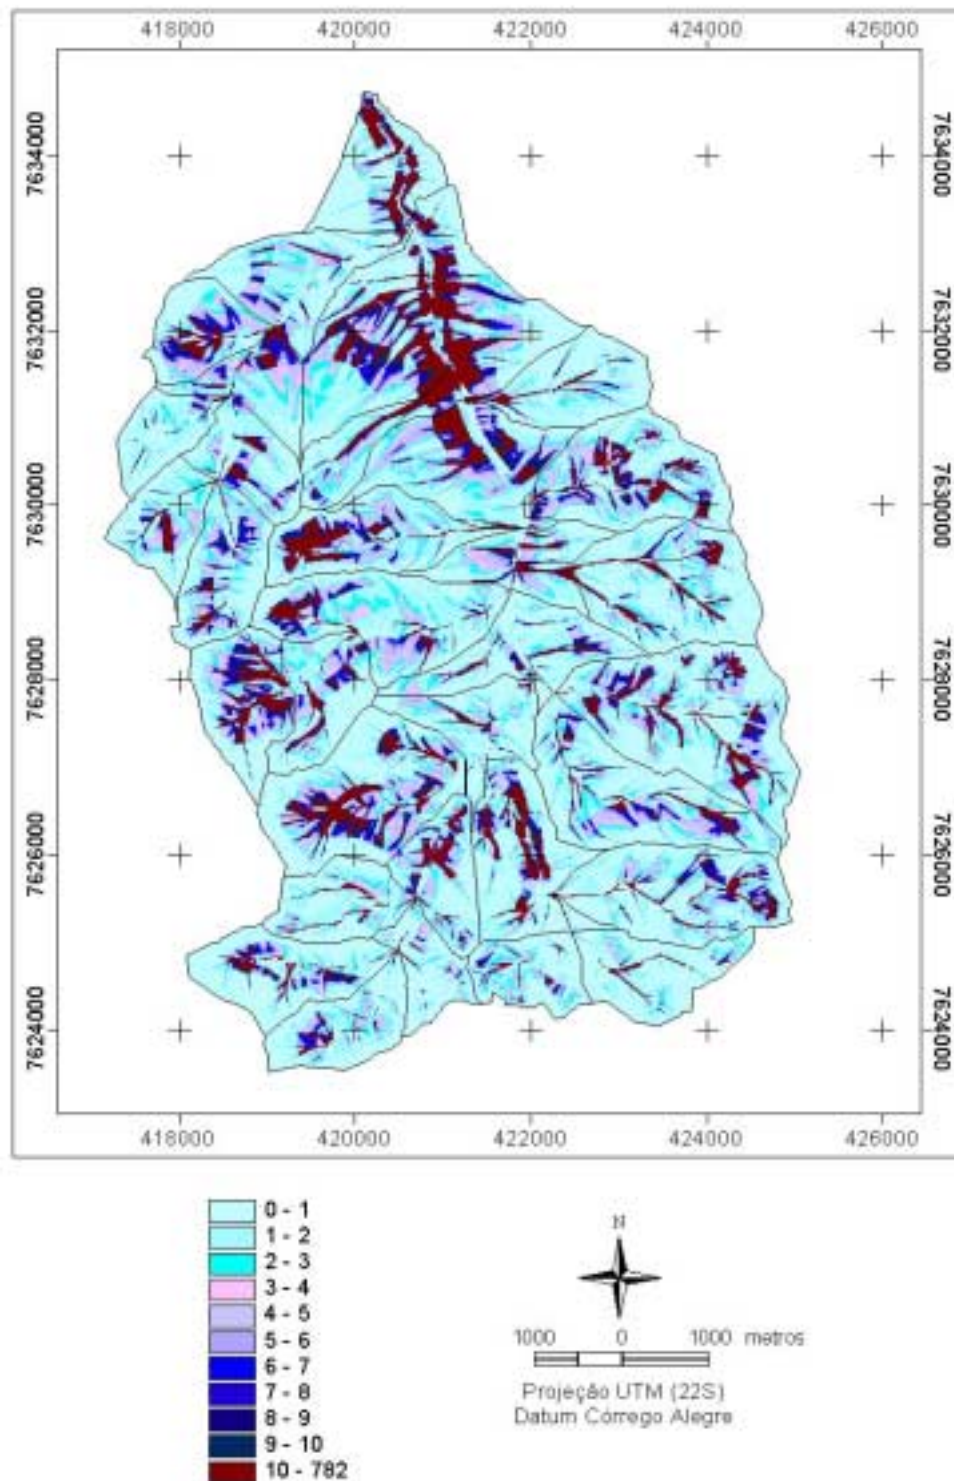 418000 420000 422000 424000 426000
7634000 7634000
7632000 7632000
7630000 7630000
7628000 7628000
7626000 7626000
7624000 7624000
418000 420000 422000 424000 426000
0 - 1
1 - 2
2 - 3
3 - 4
4 - 5
5 - 6
6 - 7
7 - 8
8 - 9
9 - 10
10 - 782
N
1000 0 1000 metros
Projeção UTM (22S)
Datum Córrego Alegre